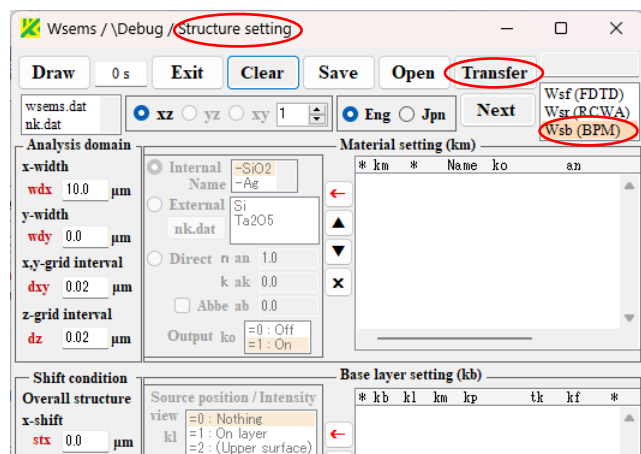 Wsems / \Debug / Structure setting
Draw 0 s Exit Clear Save Open Transfer
wsems.dat
nk.dat
xz yz xy 1 Eng Jpn Next
Wsf (FDTD)
Wsr (RCWA)
Wsb (BPM)
Analysis domain
x-width
wdx 10.0 μm
y-width
wdy 0.0 μm
x,y-grid interval
dxy 0.02 μm
z-grid interval
dz 0.02 μm
Internal Name
-SiO2
-Ag
External
nk.dat
Si
Ta2O5
Direct n an 1.0
k ak 0.0
Abbe ab 0.0
Output ko
=0 : Off
=1 : On
Material setting (km)
* km * Name ko an
Shift condition
Overall structure
x-shift
stx 0.0 μm
Source position / Intensity
view
kl
=0 : Nothing
=1 : On layer
=2 : (Upper surface)
Base layer setting (kb)
* kb kl km kp tk kf *